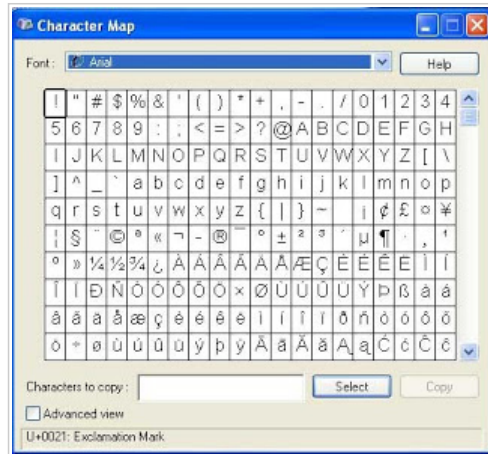 Character Map
Font : Arial Help
! " # $ % & ' ( ) * + , - . / 0 1 2 3 4
5 6 7 8 9 : ; < = > ? @ A B C D E F G H
I J K L M N O P Q R S T U V W X Y Z [ \
] ^ _ ` a b c d e f g h i j k l m n o p
q r s t u v w x y z { | } ~ ¡ ¢ £ ¤ ¥
¦ § ¨ © ª « ¬ - ® ¯ ° ± ² ³ ´ µ ¶ · ¸ ¹
º » ¼ ½ ¾ ¿ À Á Â Ã Ä Å Æ Ç È É Ê Ë Ì Í
Î Ï Ð Ñ Ò Ó Ô Õ Ö × Ø Ù Ú Û Ü Ý Þ ß à á
â ã ä å æ ç è é ê ë ì í î ï ð ñ ò ó ô õ
ö ÷ ø ù ú û ü ý þ ÿ Ā ā Ă ă Ą ą Ć ć Ĉ ĉ
Characters to copy : Select Copy
Advanced view
U+0021: Exclamation Mark